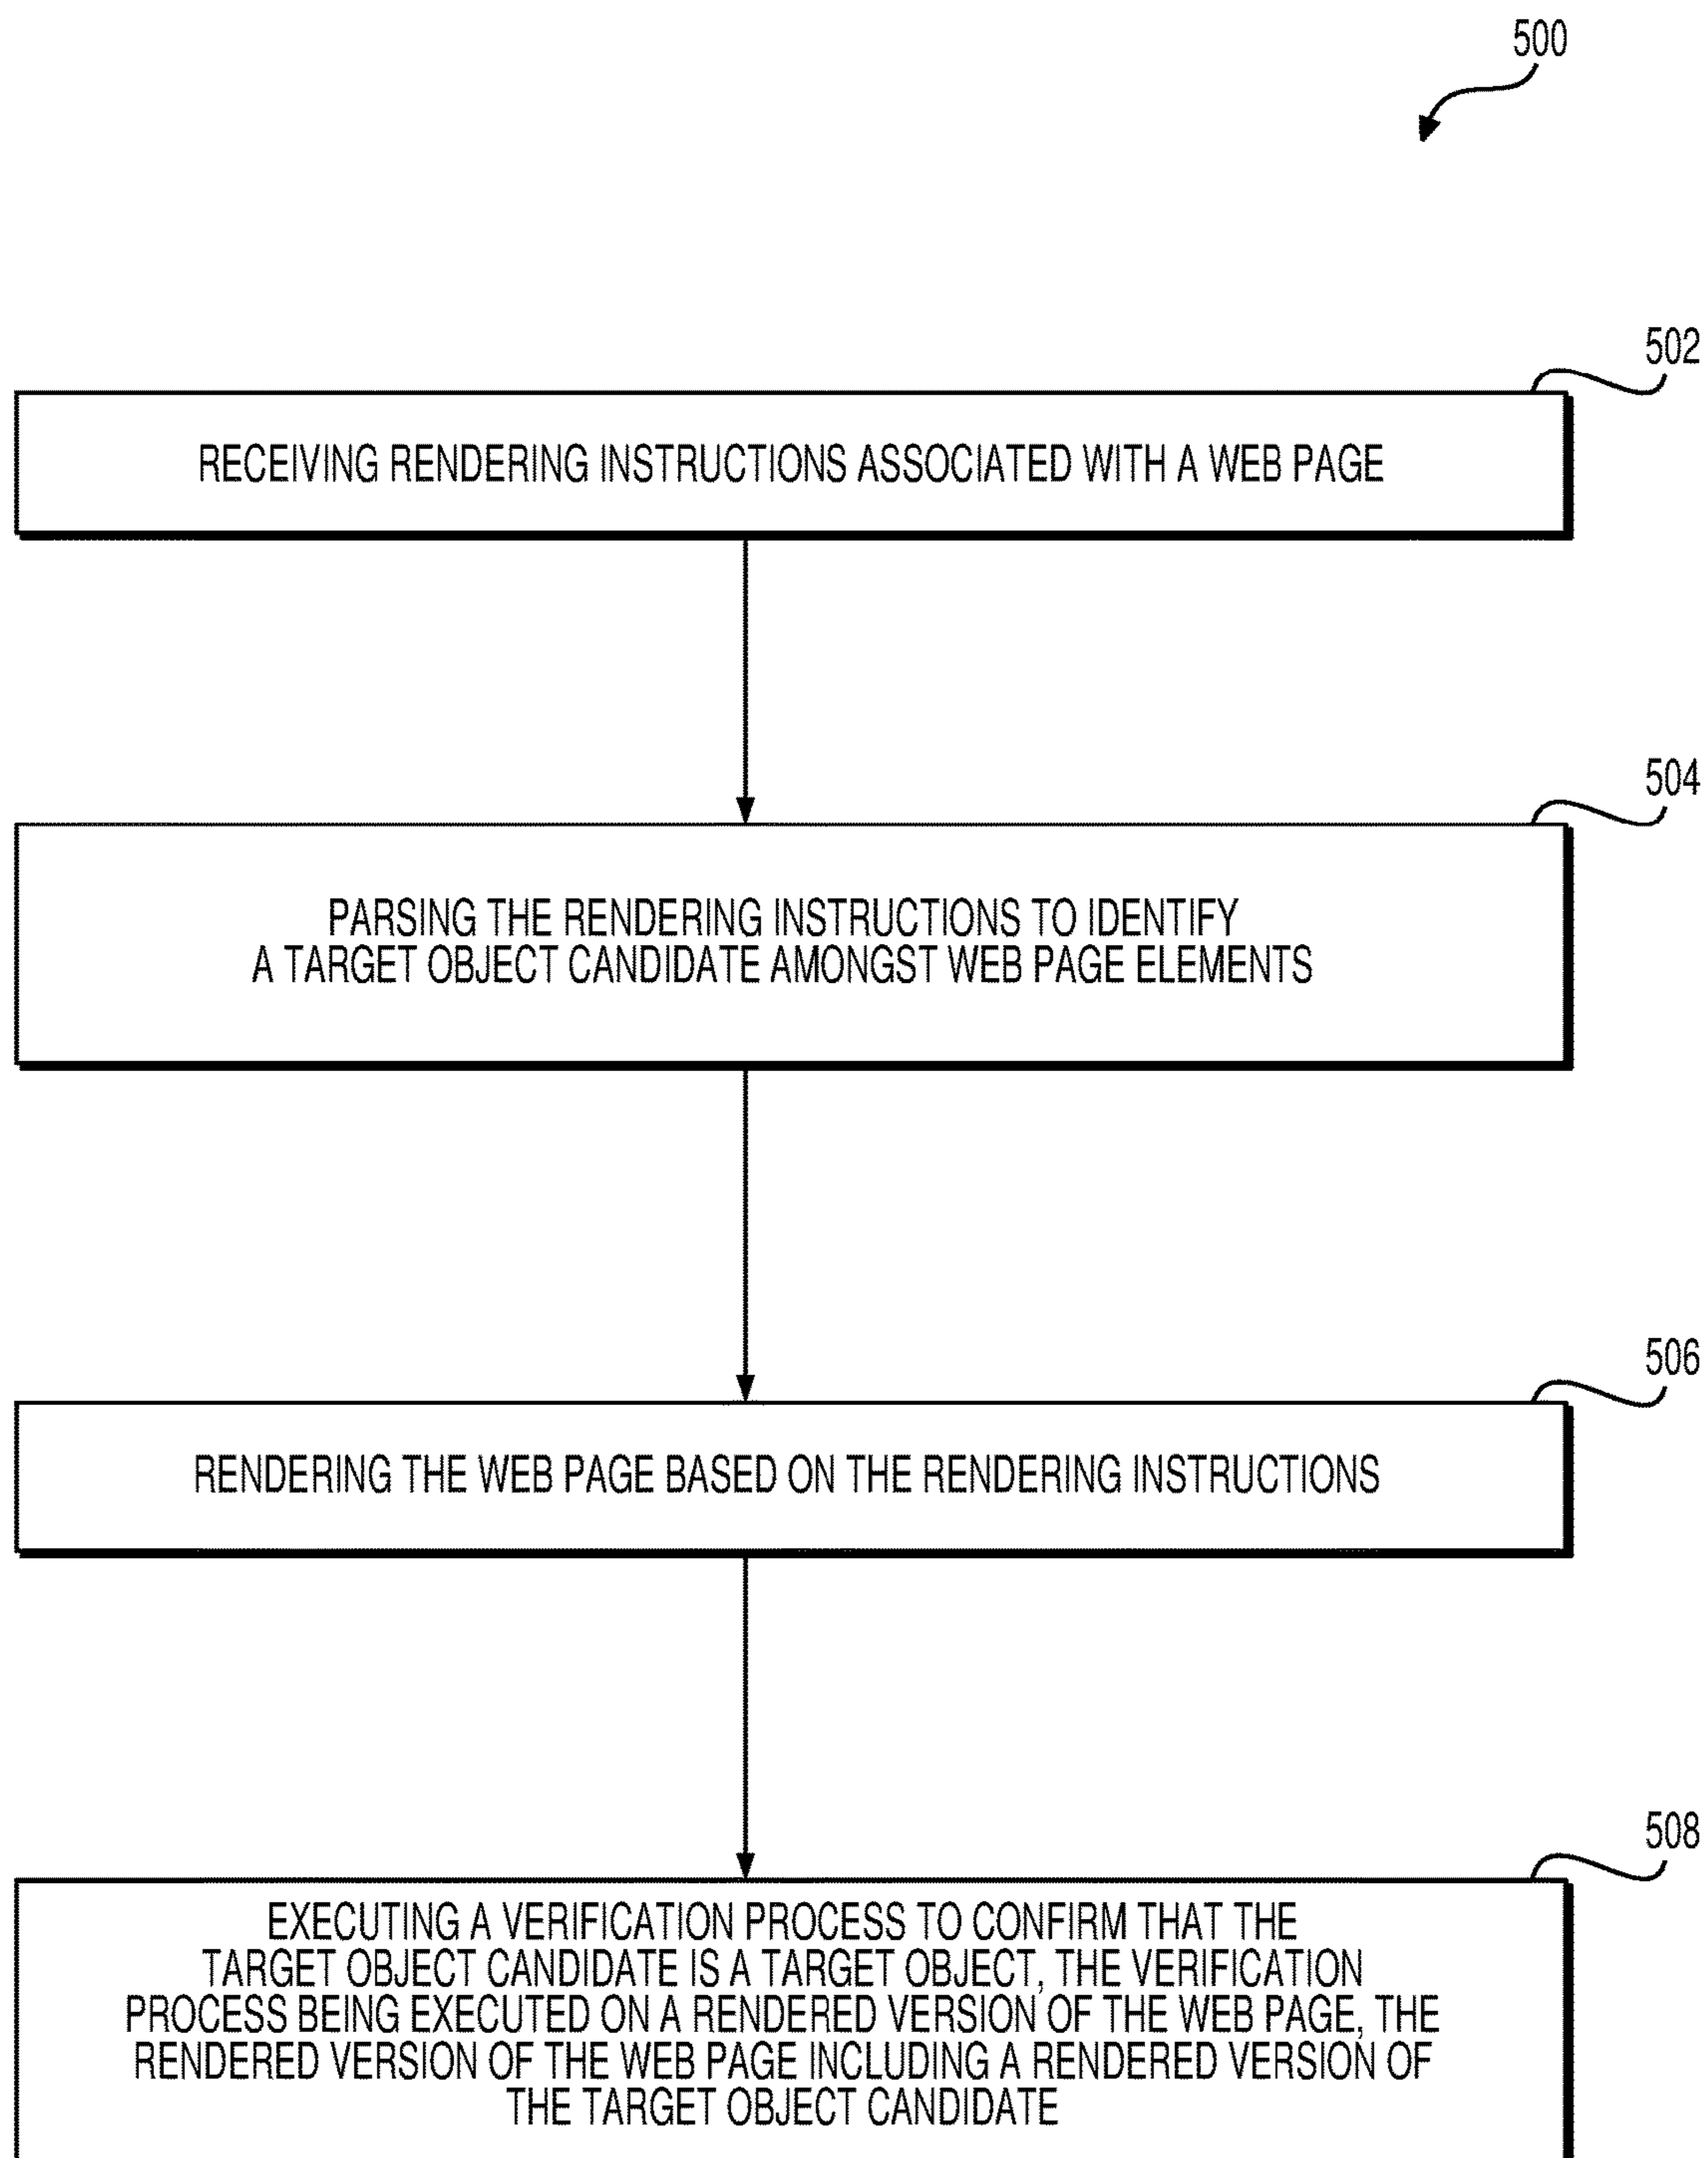 500
502
RECEIVING RENDERING INSTRUCTIONS ASSOCIATED WITH A WEB PAGE
504
PARSING THE RENDERING INSTRUCTIONS TO IDENTIFY
A TARGET OBJECT CANDIDATE AMONGST WEB PAGE ELEMENTS
506
RENDERING THE WEB PAGE BASED ON THE RENDERING INSTRUCTIONS
508
EXECUTING A VERIFICATION PROCESS TO CONFIRM THAT THE
TARGET OBJECT CANDIDATE IS A TARGET OBJECT, THE VERIFICATION
PROCESS BEING EXECUTED ON A RENDERED VERSION OF THE WEB PAGE, THE
RENDERED VERSION OF THE WEB PAGE INCLUDING A RENDERED VERSION OF
THE TARGET OBJECT CANDIDATE